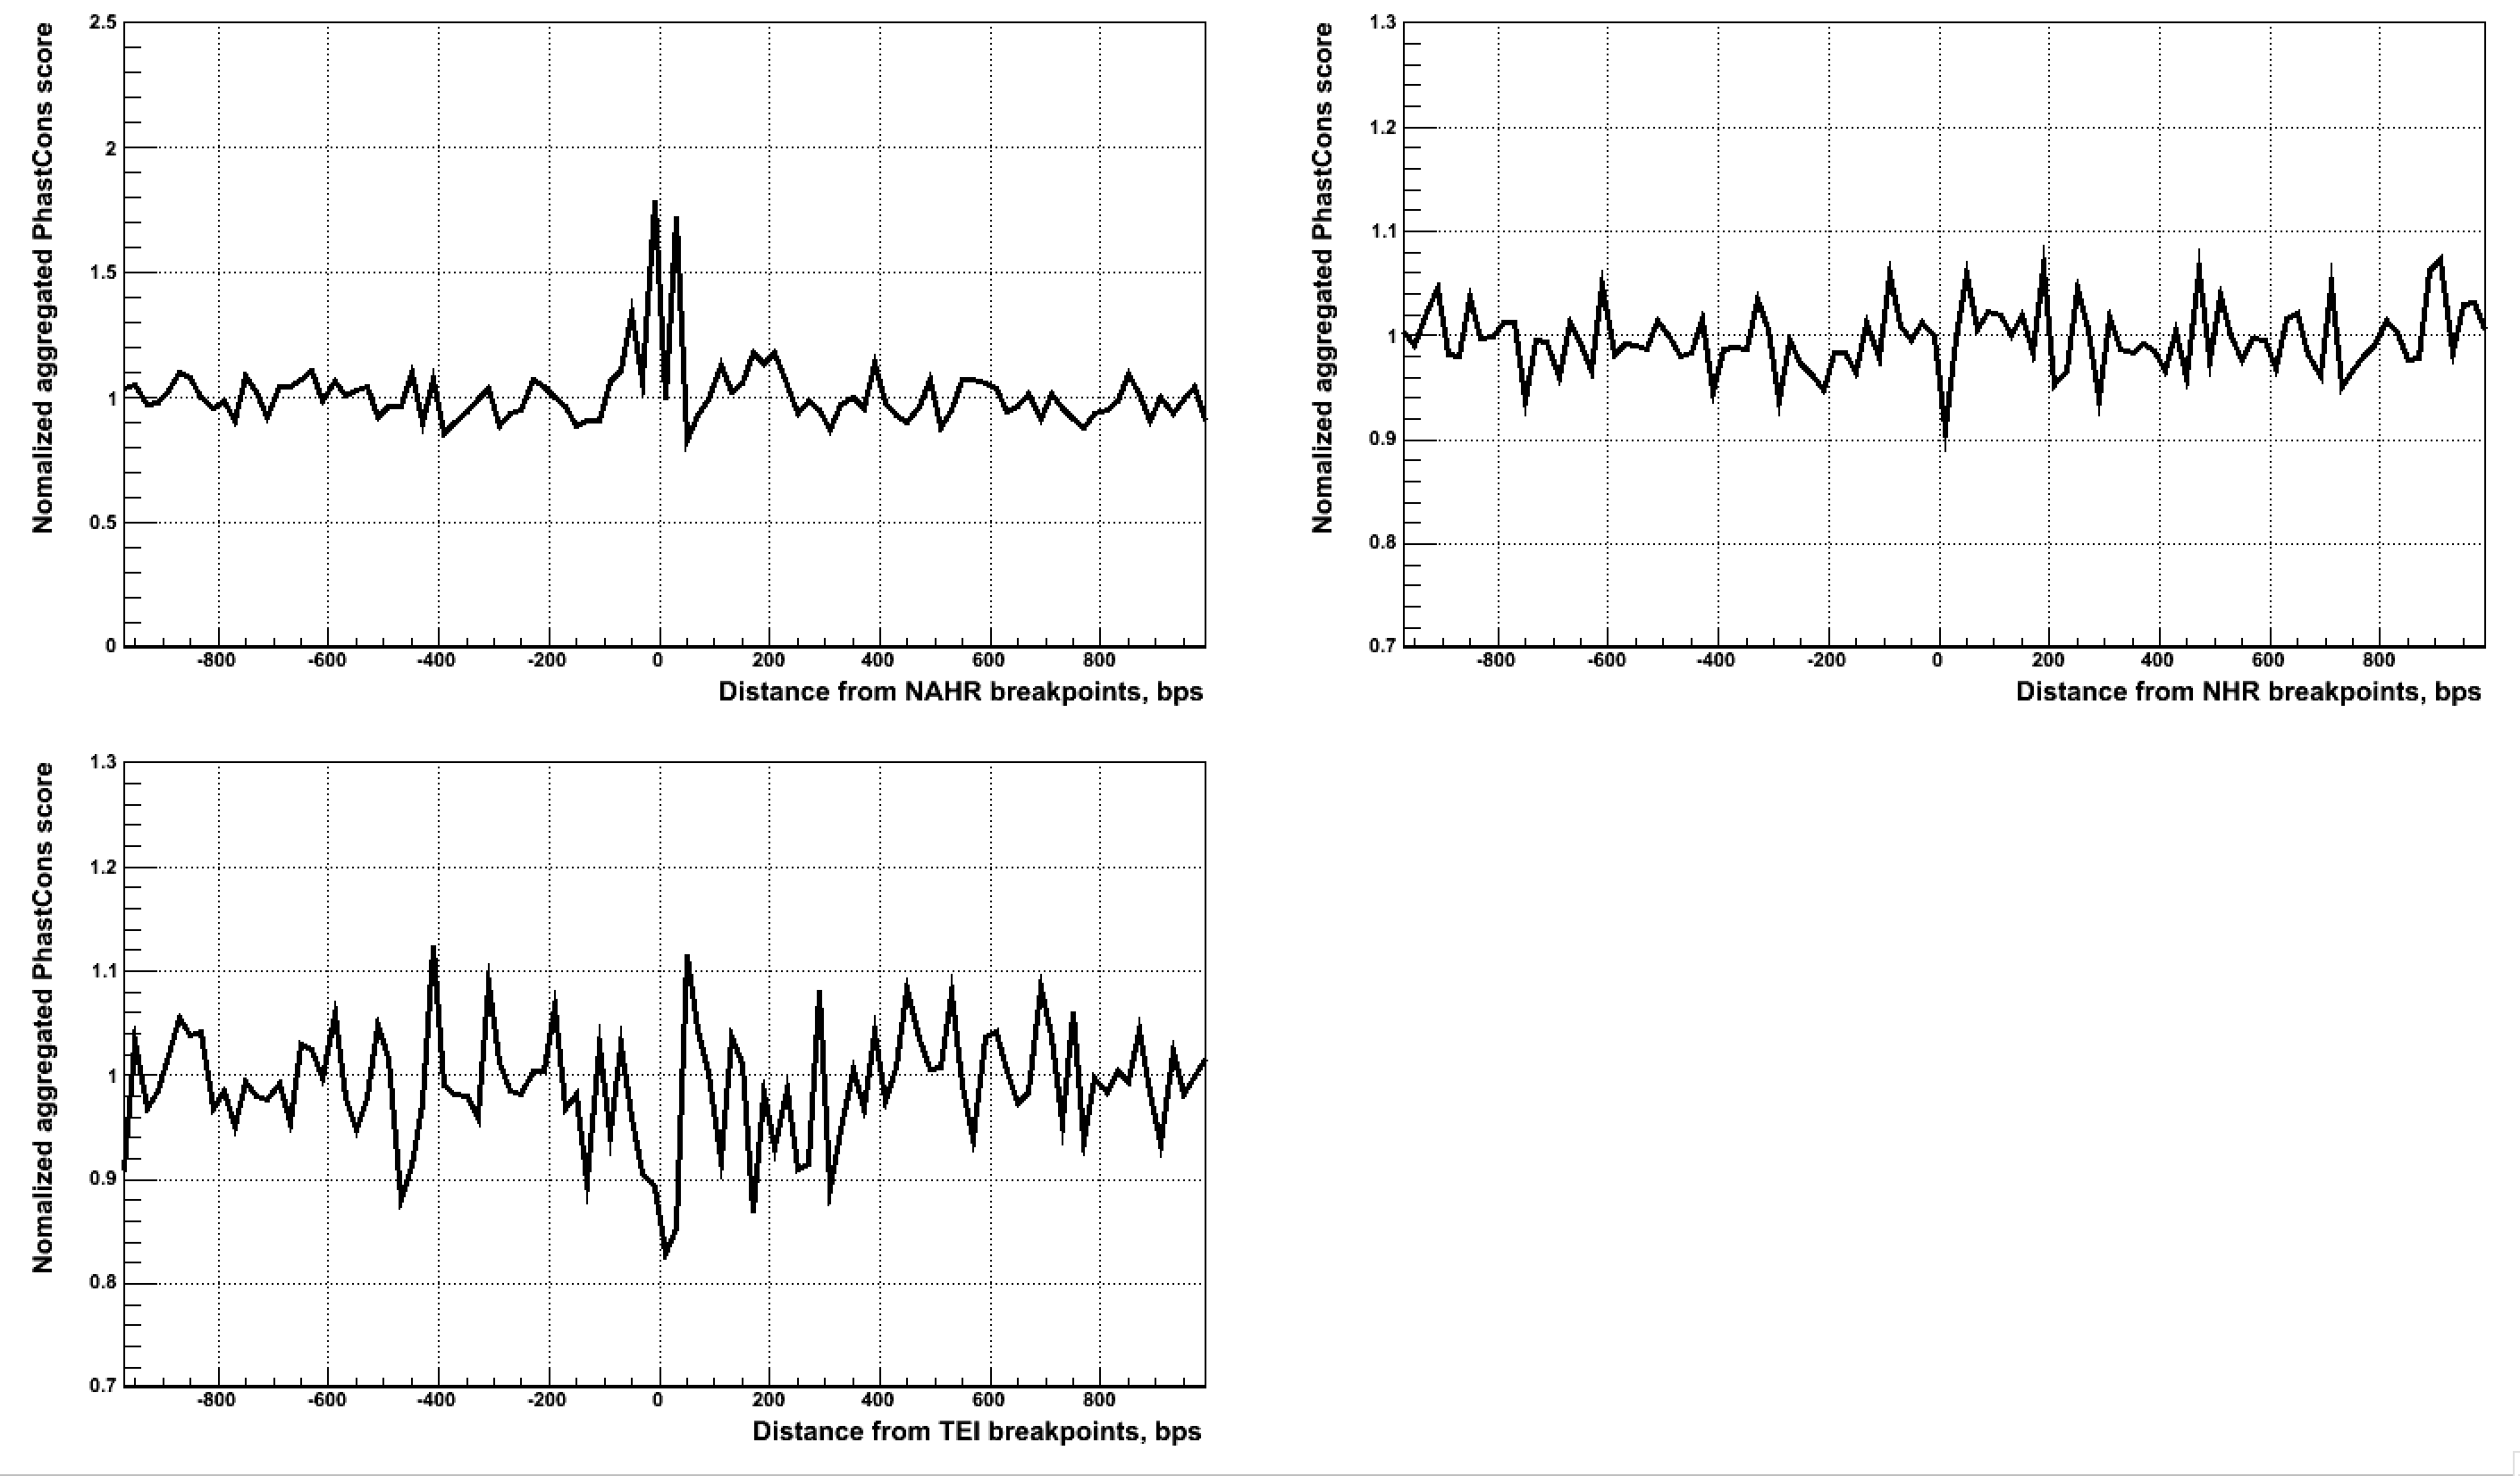 Nomalized aggregated PhastCons score
2.5
2
1.5
1
0.5
0
-800 -600 -400 -200 0 200 400 600 800
Distance from NAHR breakpoints, bps
Nomalized aggregated PhastCons score
1.3
1.2
1.1
1
0.9
0.8
0.7
-800 -600 -400 -200 0 200 400 600 800
Distance from NHR breakpoints, bps
Nomalized aggregated PhastCons score
1.3
1.2
1.1
1
0.9
0.8
0.7
-800 -600 -400 -200 0 200 400 600 800
Distance from TEI breakpoints, bps